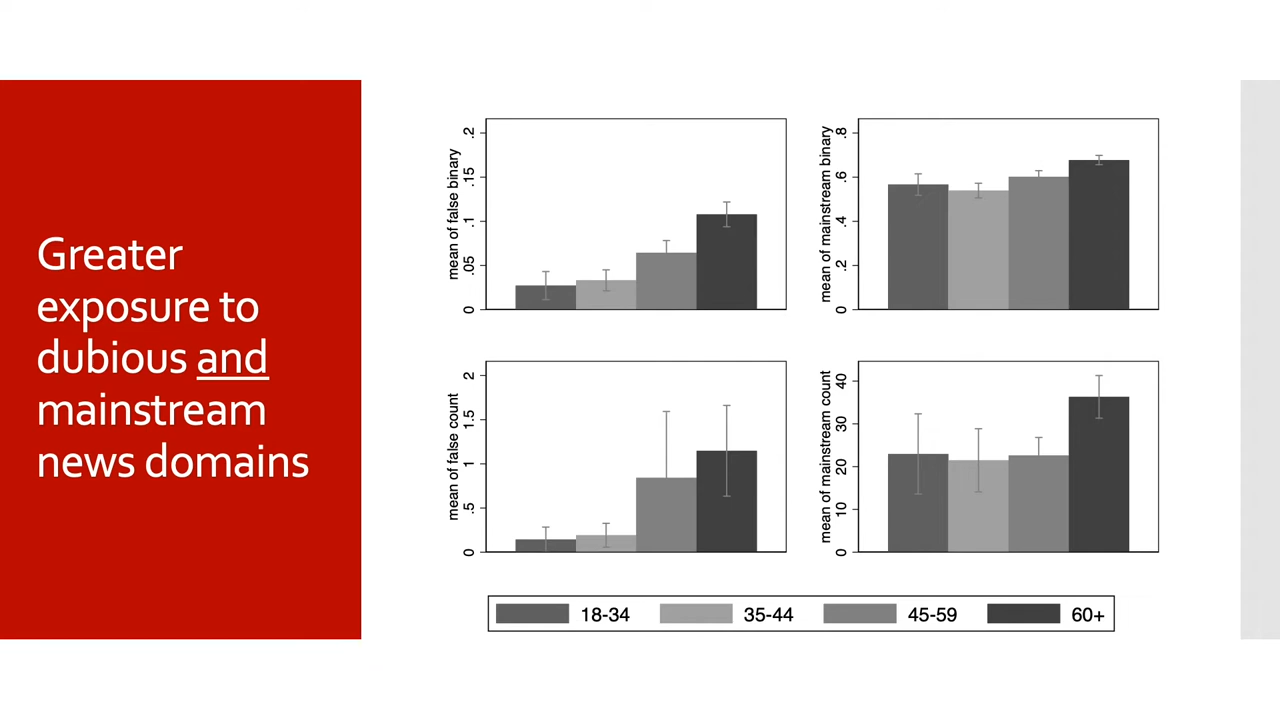 Greater
exposure to
dubious and
mainstream
news domains
mean of false binary
0 .05 .1 .15 .2
mean of mainstream binary
0 .2 .4 .6 .8
mean of false count
0 .5 1 1.5 2
mean of mainstream count
0 10 20 30 40
18-34 35-44 45-59 60+